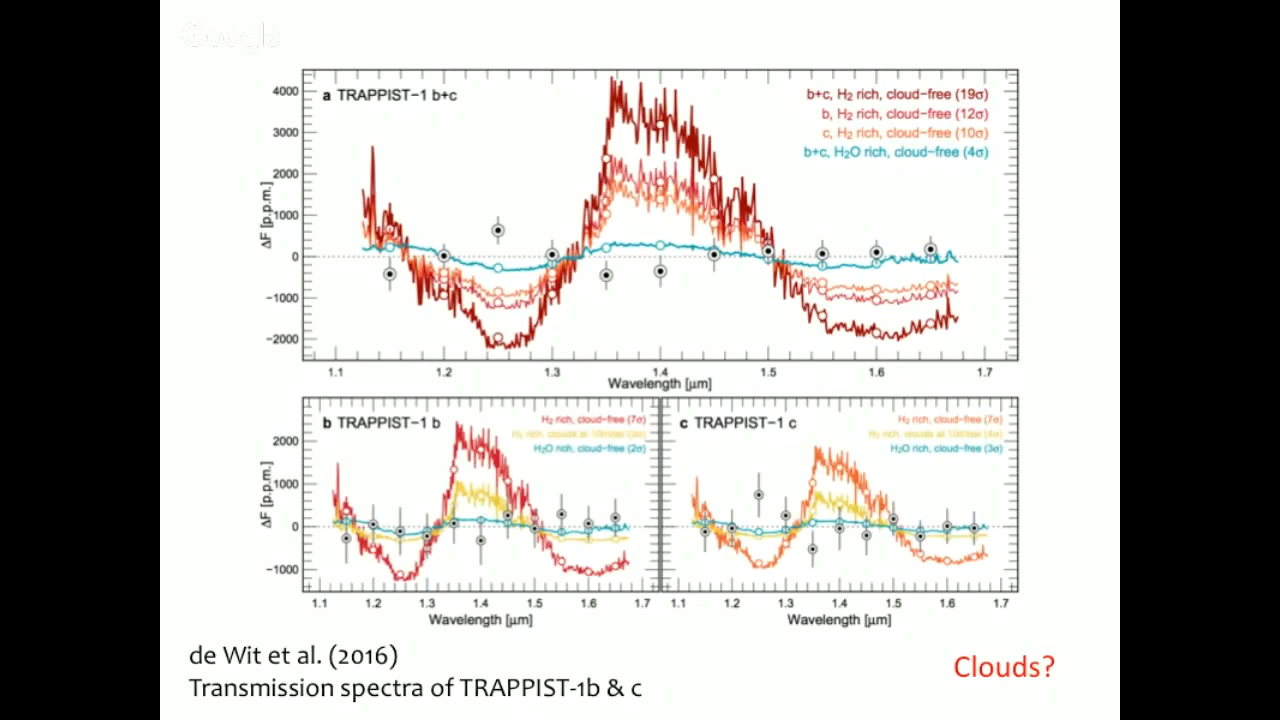 Google
a TRAPPIST−1 b+c
b+c, H2 rich, cloud−free (19σ)
b, H2 rich, cloud−free (12σ)
c, H2 rich, cloud−free (10σ)
b+c, H2O rich, cloud−free (4σ)
ΔF [p.p.m.]
4000
3000
2000
1000
0
−1000
−2000
1.1 1.2 1.3 1.4 1.5 1.6 1.7
Wavelength [μm]
b TRAPPIST−1 b
H2 rich, cloud−free (7σ)
H2O rich, cloud−free (2σ)
ΔF [p.p.m.]
2000
1000
0
−1000
1.1 1.2 1.3 1.4 1.5 1.6 1.7
Wavelength [μm]
c TRAPPIST−1 c
H2 rich, cloud−free (7σ)
H2O rich, cloud−free (3σ)
1.1 1.2 1.3 1.4 1.5 1.6 1.7
Wavelength [μm]
de Wit et al. (2016)
Transmission spectra of TRAPPIST-1b & c
Clouds?